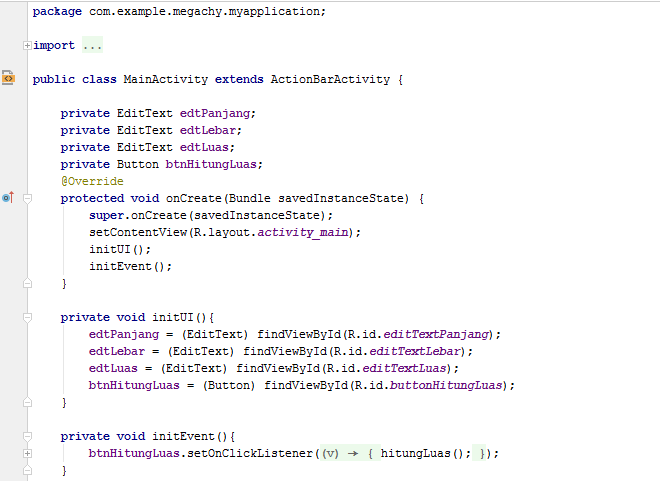 package com.example.megachy.myapplication;
import ...
public class MainActivity extends ActionBarActivity {
private EditText edtPanjang;
private EditText edtLebar;
private EditText edtLuas;
private Button btnHitungLuas;
@Override
protected void onCreate(Bundle savedInstanceState) {
super.onCreate(savedInstanceState);
setContentView(R.layout.activity_main);
initUI();
initEvent();
}
private void initUI(){
edtPanjang = (EditText) findViewById(R.id.editTextPanjang);
edtLebar = (EditText) findViewById(R.id.editTextLebar);
edtLuas = (EditText) findViewById(R.id.editTextLuas);
btnHitungLuas = (Button) findViewById(R.id.buttonHitungLuas);
}
private void initEvent(){
btnHitungLuas.setOnClickListener((v) → { hitungLuas(); });
}